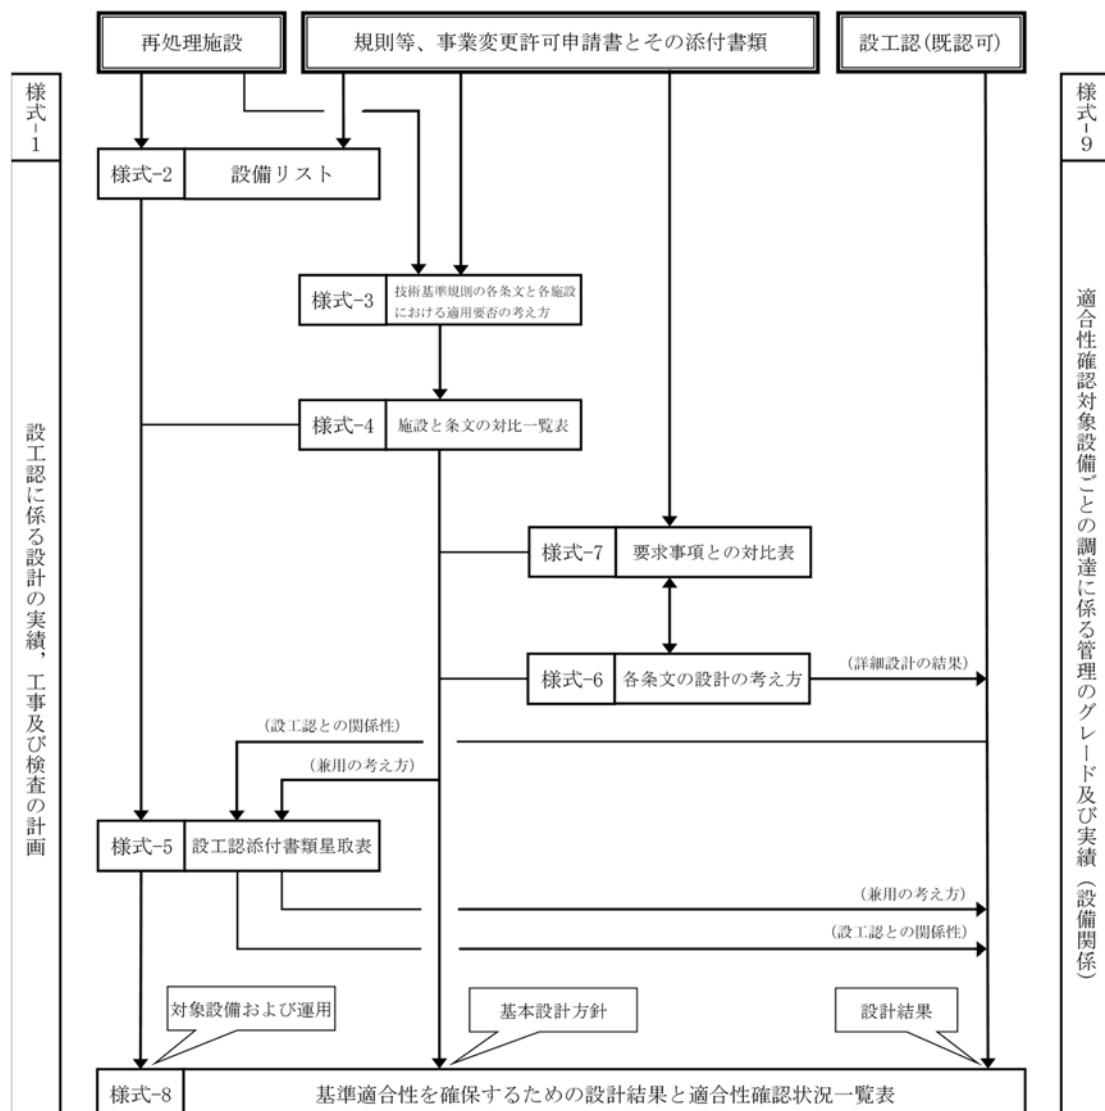 再処理施設
規則等、事業変更許可申請書とその添付書類
設工認(既認可)
様式-1
設工認に係る設計の実績，工事及び検査の計画
様式-9
適合性確認対象設備ごとの調達に係る管理のグレード及び実績（設備関係）
様式-2
設備リスト
様式-3
技術基準規則の各条文と各施設
における適用要否の考え方
様式-4
施設と条文の対比一覧表
様式-7
要求事項との対比表
様式-6
各条文の設計の考え方
(詳細設計の結果)
(設工認との関係性)
(兼用の考え方)
様式-5
設工認添付書類星取表
(兼用の考え方)
(設工認との関係性)
対象設備および運用
基本設計方針
設計結果
様式-8
基準適合性を確保するための設計結果と適合性確認状況一覧表